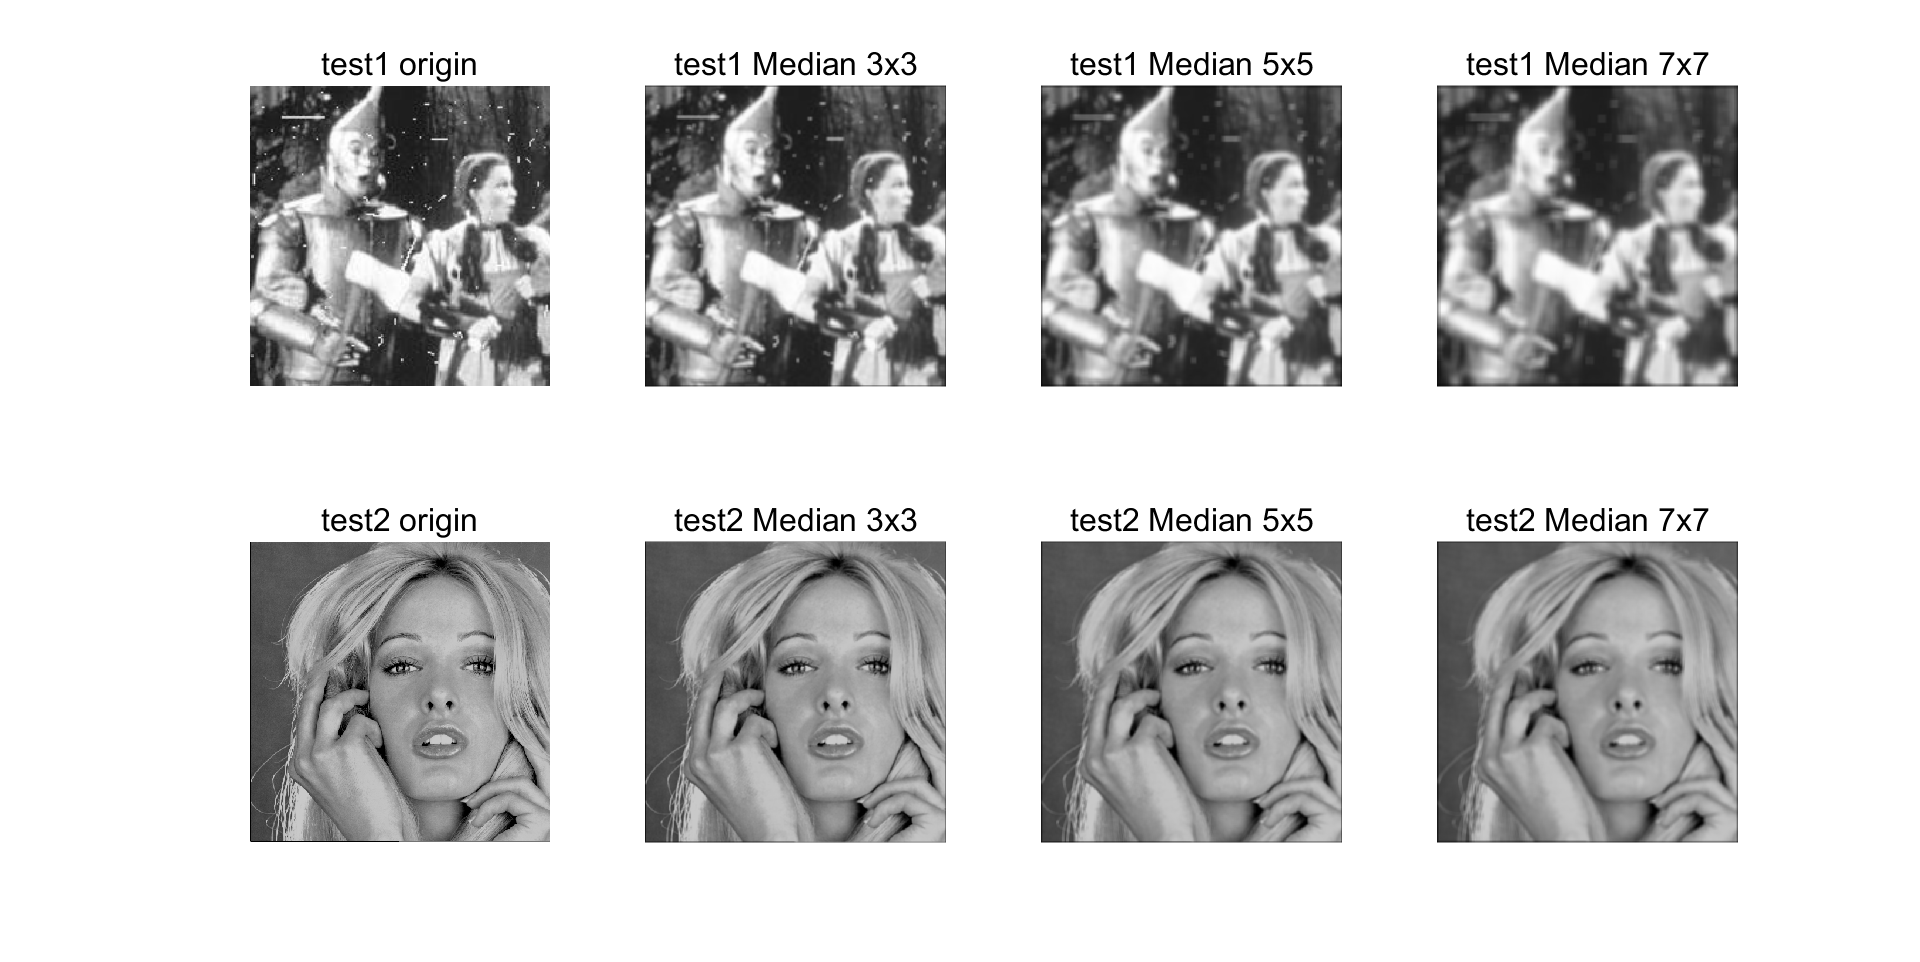 test1 origin
test1 Median 3x3
test1 Median 5x5
test1 Median 7x7
test2 origin
test2 Median 3x3
test2 Median 5x5
test2 Median 7x7